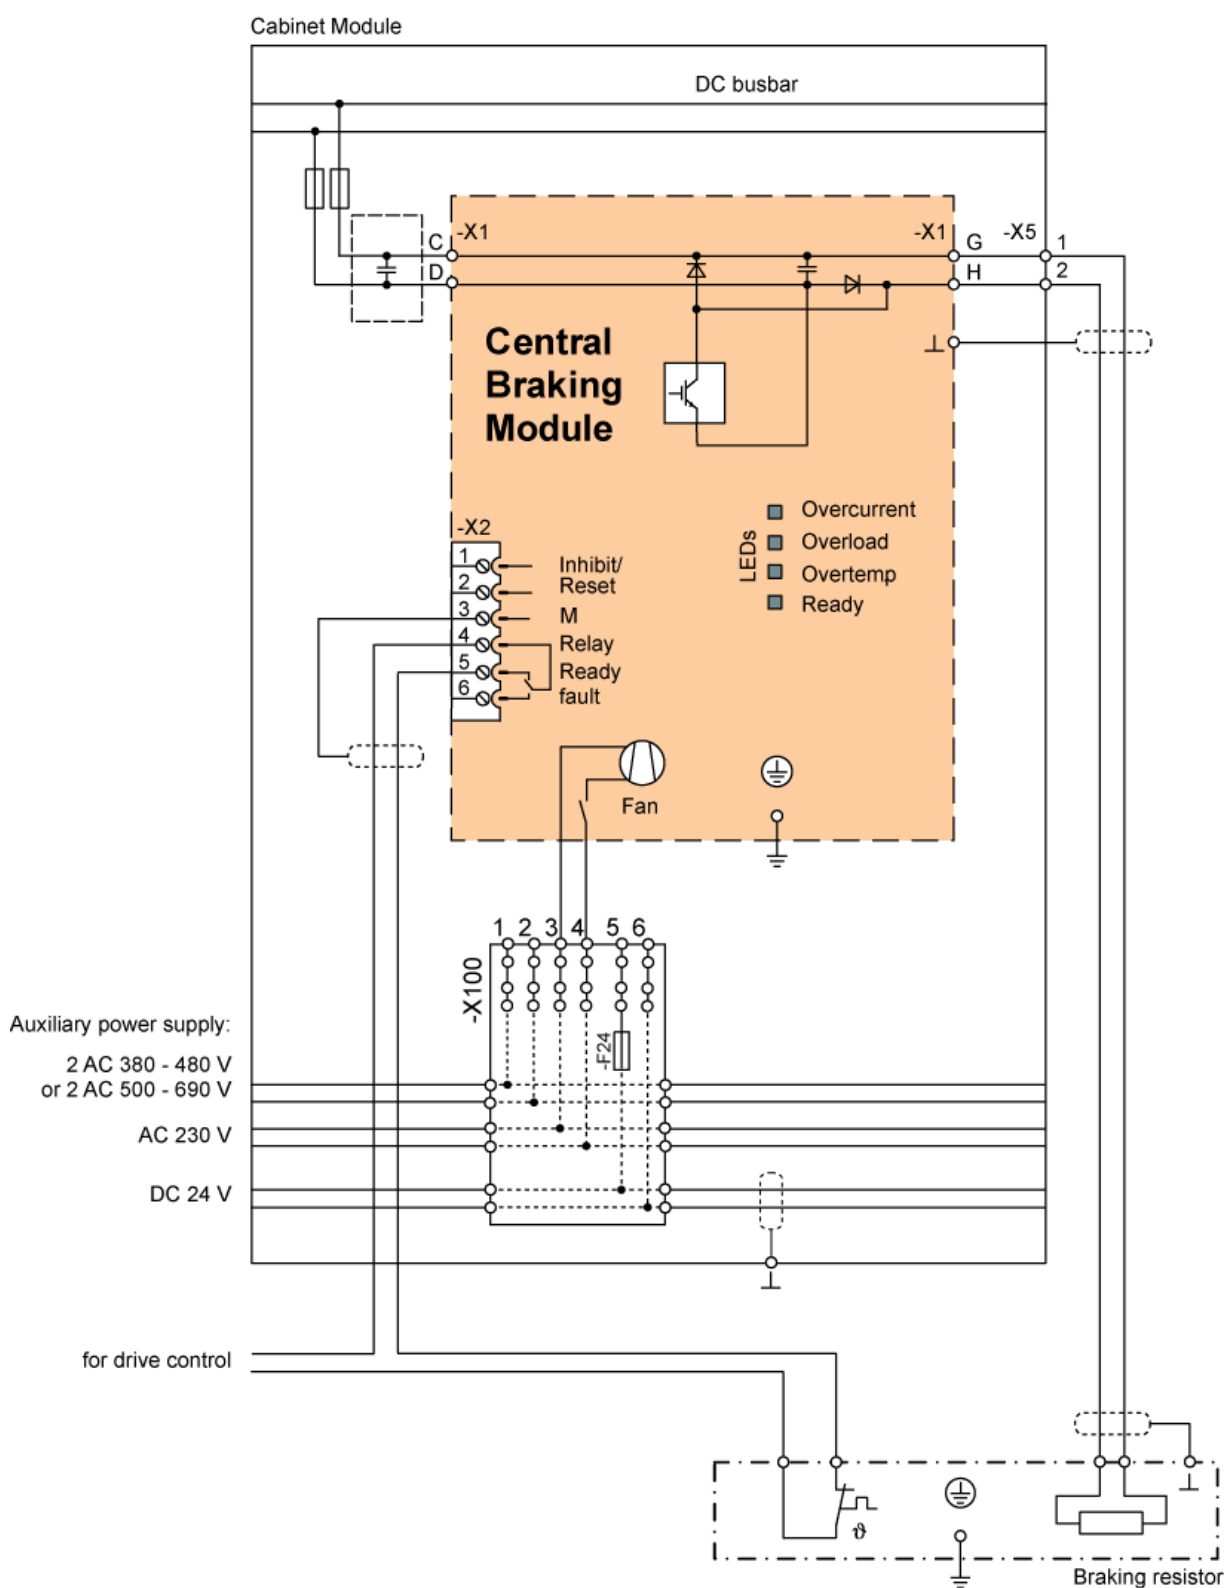 Cabinet Module
DC busbar
C
-X1
-X1
G
-X5
1
D
H
2
Central
Braking
Module
-X2
LEDs
Overcurrent
Overload
Overtemp
Ready
1
Inhibit/
2
Reset
3
M
4
Relay
5
Ready
6
fault
Fan
1 2 3 4 5 6
-X100
-F24
Auxiliary power supply:
2 AC 380 - 480 V
or 2 AC 500 - 690 V
AC 230 V
DC 24 V
for drive control
ϑ
Braking resistor